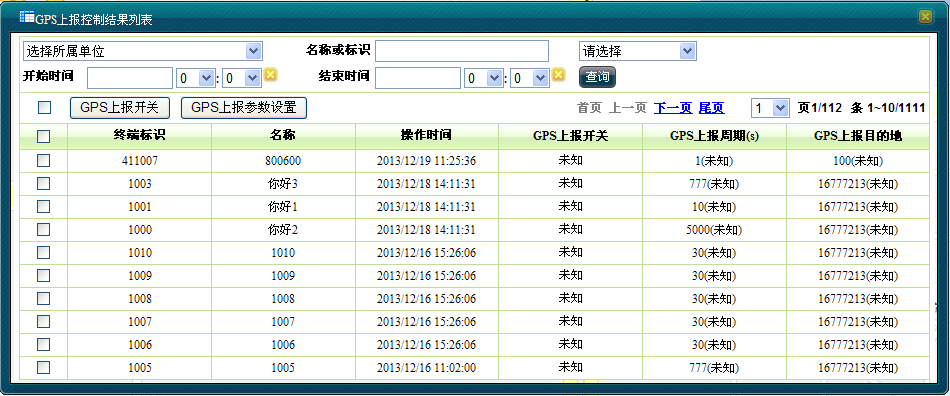 GPS上报控制结果列表
选择所属单位 名称或标识 请选择
开始时间 0 : 0 结束时间 0 : 0 查询
GPS上报开关 GPS上报参数设置 首页 上一页 下一页 尾页 1 页1/112 条 1~10/1111
终端标识 名称 操作时间 GPS上报开关 GPS上报周期(s) GPS上报目的地
411007 800600 2013/12/19 11:25:36 未知 1(未知) 100(未知)
1003 你好3 2013/12/18 14:11:31 未知 777(未知) 16777213(未知)
1001 你好1 2013/12/18 14:11:31 未知 10(未知) 16777213(未知)
1000 你好2 2013/12/18 14:11:31 未知 5000(未知) 16777213(未知)
1010 1010 2013/12/16 15:26:06 未知 30(未知) 16777213(未知)
1009 1009 2013/12/16 15:26:06 未知 30(未知) 16777213(未知)
1008 1008 2013/12/16 15:26:06 未知 30(未知) 16777213(未知)
1007 1007 2013/12/16 15:26:06 未知 30(未知) 16777213(未知)
1006 1006 2013/12/16 15:26:06 未知 30(未知) 16777213(未知)
1005 1005 2013/12/16 11:02:00 未知 777(未知) 16777213(未知)